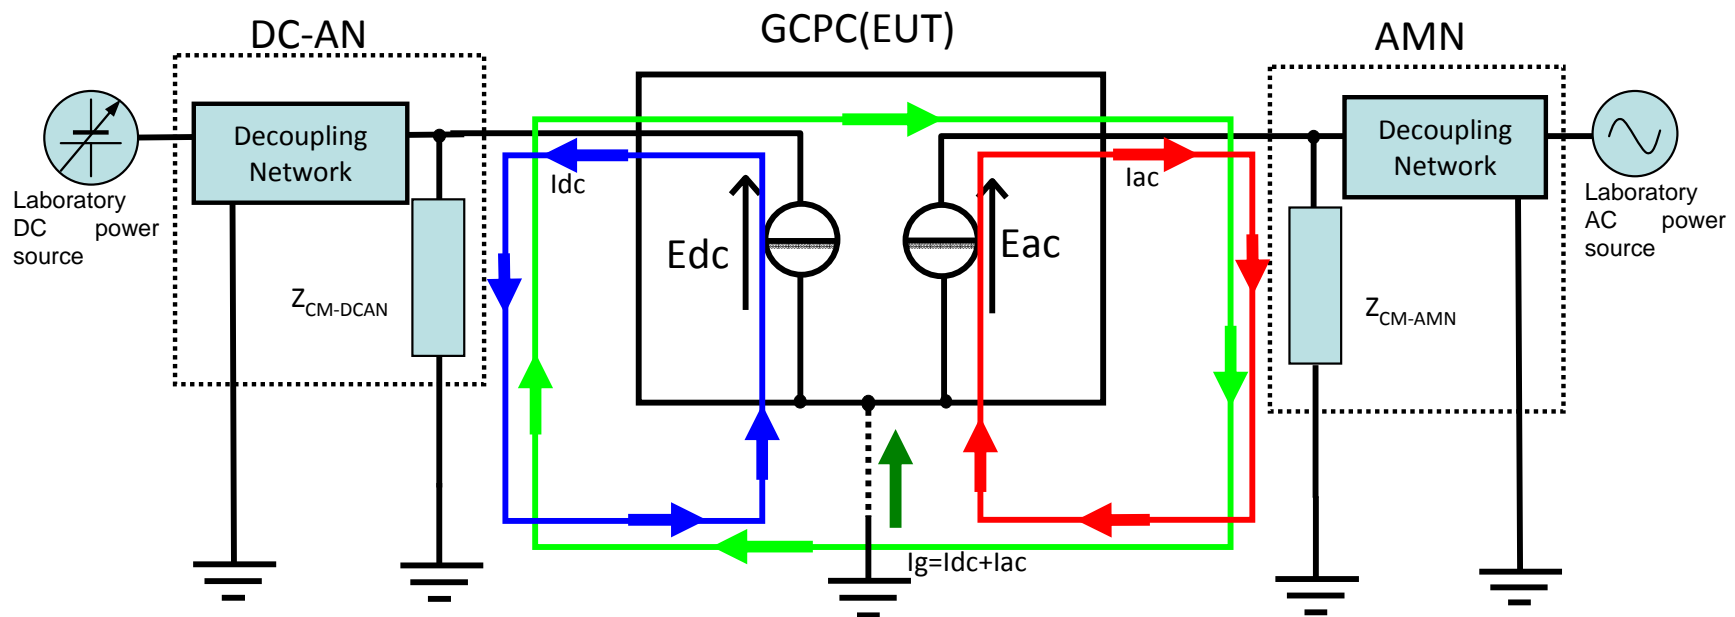 DC-AN
GCPC(EUT)
AMN
Decoupling
Network
Decoupling
Network
Laboratory
DC power
source
Idc
Iac
Laboratory
AC power
source
Edc
Eac
ZCM-DCAN
ZCM-AMN
Ig=Idc+Iac